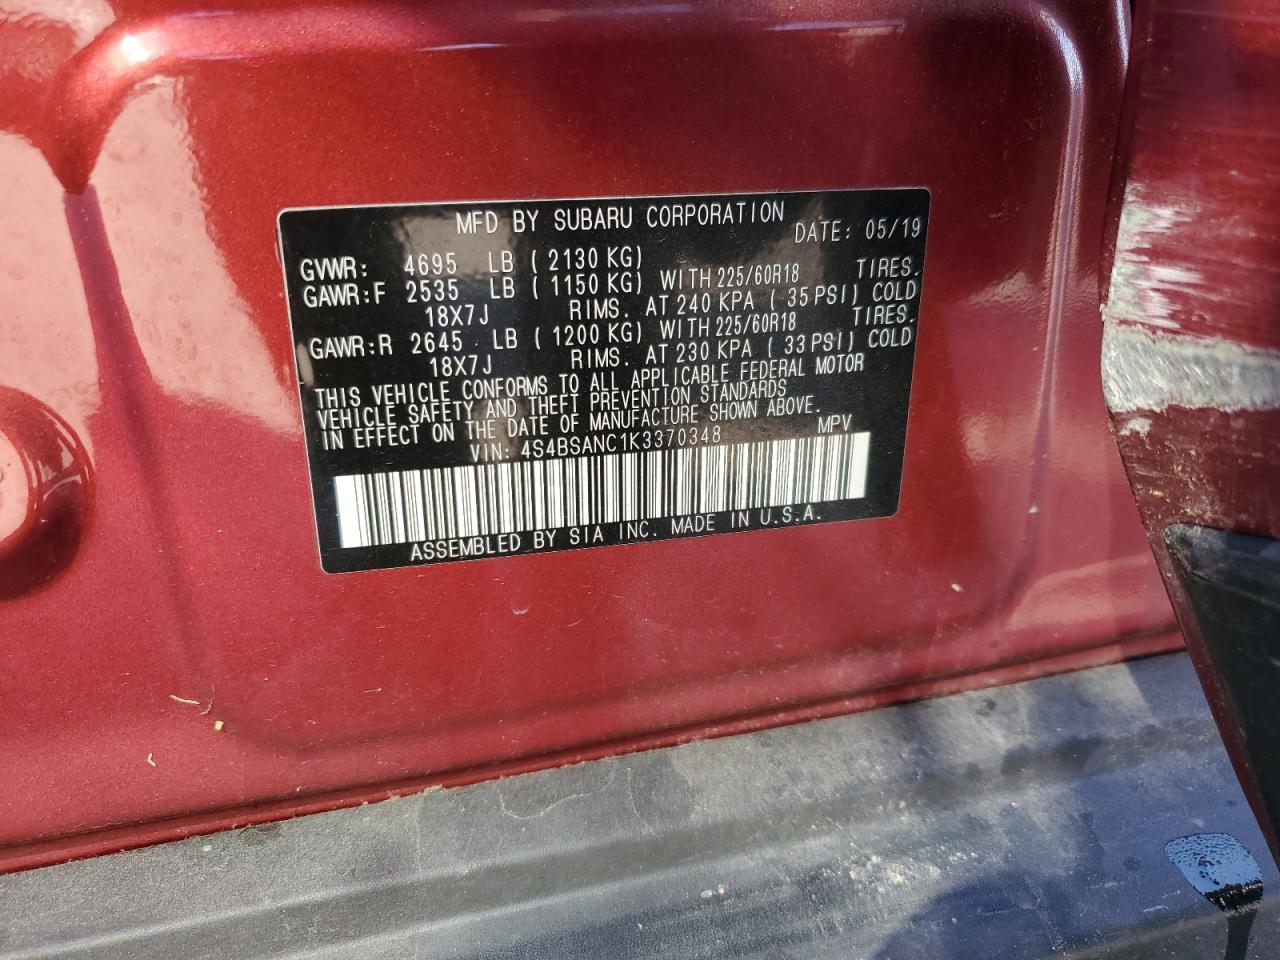 MFD BY SUBARU CORPORATION DATE: 05/19
GVWR: 4695 LB ( 2130 KG)
GAWR:F 2535 LB ( 1150 KG) WITH 225/60R18 TIRES.
18X7J RIMS. AT 240 KPA ( 35 PSI) COLD
GAWR:R 2645 LB ( 1200 KG) WITH 225/60R18 TIRES.
18X7J RIMS. AT 230 KPA ( 33 PSI) COLD
THIS VEHICLE CONFORMS TO ALL APPLICABLE FEDERAL MOTOR
VEHICLE SAFETY AND THEFT PREVENTION STANDARDS
IN EFFECT ON THE DATE OF MANUFACTURE SHOWN ABOVE.
VIN: 4S4BSANC1K3370348 MPV
ASSEMBLED BY SIA INC. MADE IN U.S.A.